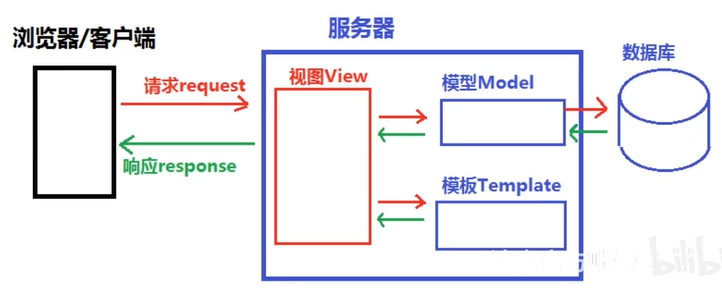 服务器
浏览器/客户端
数据库
请求request
视图View
模型Model
响应response
模板Template
bilibi